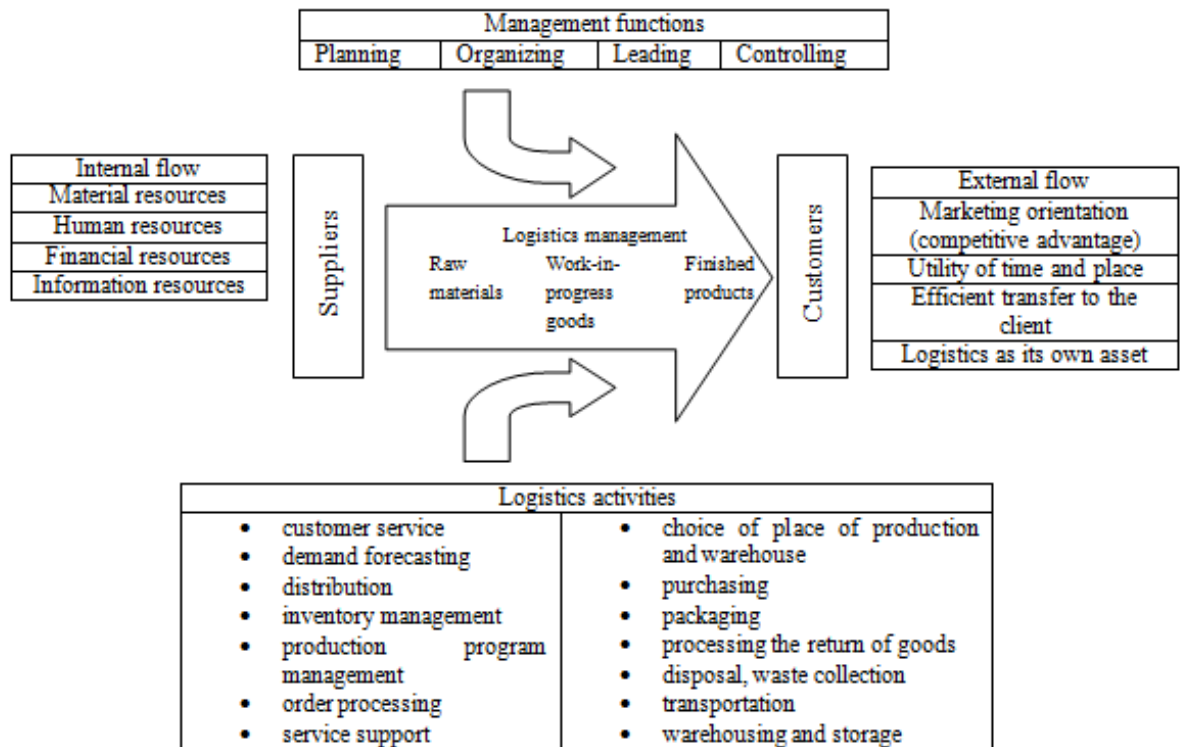 Management functions
Planning Organizing Leading Controlling
Internal flow
Material resources
Human resources
Financial resources
Information resources
Suppliers
Logistics management
Raw
materials
Work-in-
progress
goods
Finished
products
Customers
External flow
Marketing orientation
(competitive advantage)
Utility of time and place
Efficient transfer to the
client
Logistics as its own asset
Logistics activities
• customer service
• demand forecasting
• distribution
• inventory management
• production program
management
• order processing
• service support
• choice of place of production
and warehouse
• purchasing
• packaging
• processing the return of goods
• disposal, waste collection
• transportation
• warehousing and storage